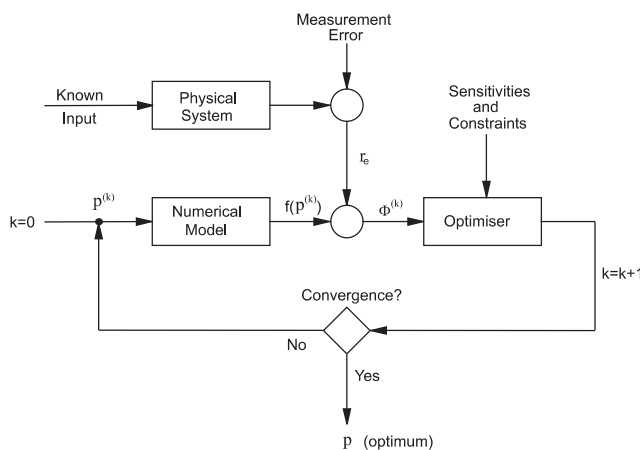 Measurement
Error
Known
Input
Physical
System
Sensitivities
and
Constraints
r_e
k=0
p^(k)
Numerical
Model
f(p^(k))
Φ^(k)
Optimiser
k=k+1
Convergence?
No
Yes
p (optimum)